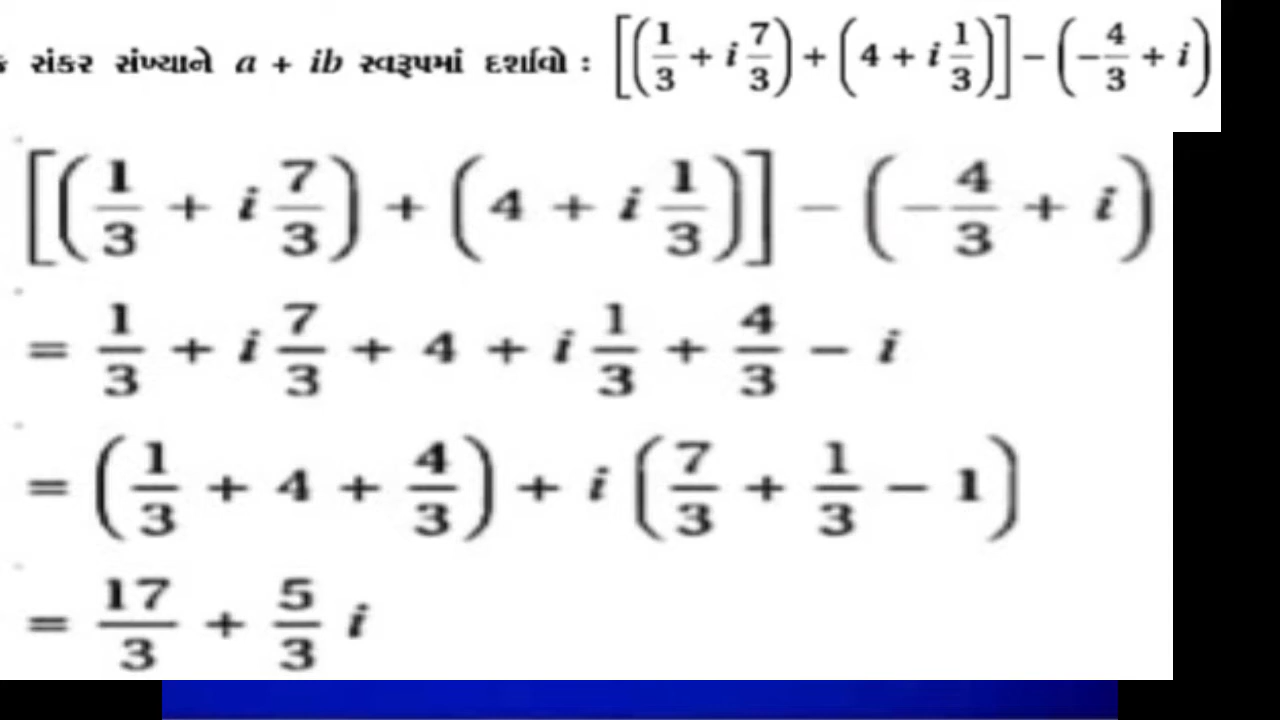 સંકર સંખ્યાને a + ib સ્વરૂપમાં દર્શાવો : [(1/3 + i 7/3) + (4 + i 1/3)] − (−4/3 + i)
[(1/3 + i 7/3) + (4 + i 1/3)] − (−4/3 + i)
= 1/3 + i 7/3 + 4 + i 1/3 + 4/3 − i
= (1/3 + 4 + 4/3) + i (7/3 + 1/3 − 1)
= 17/3 + 5/3 i